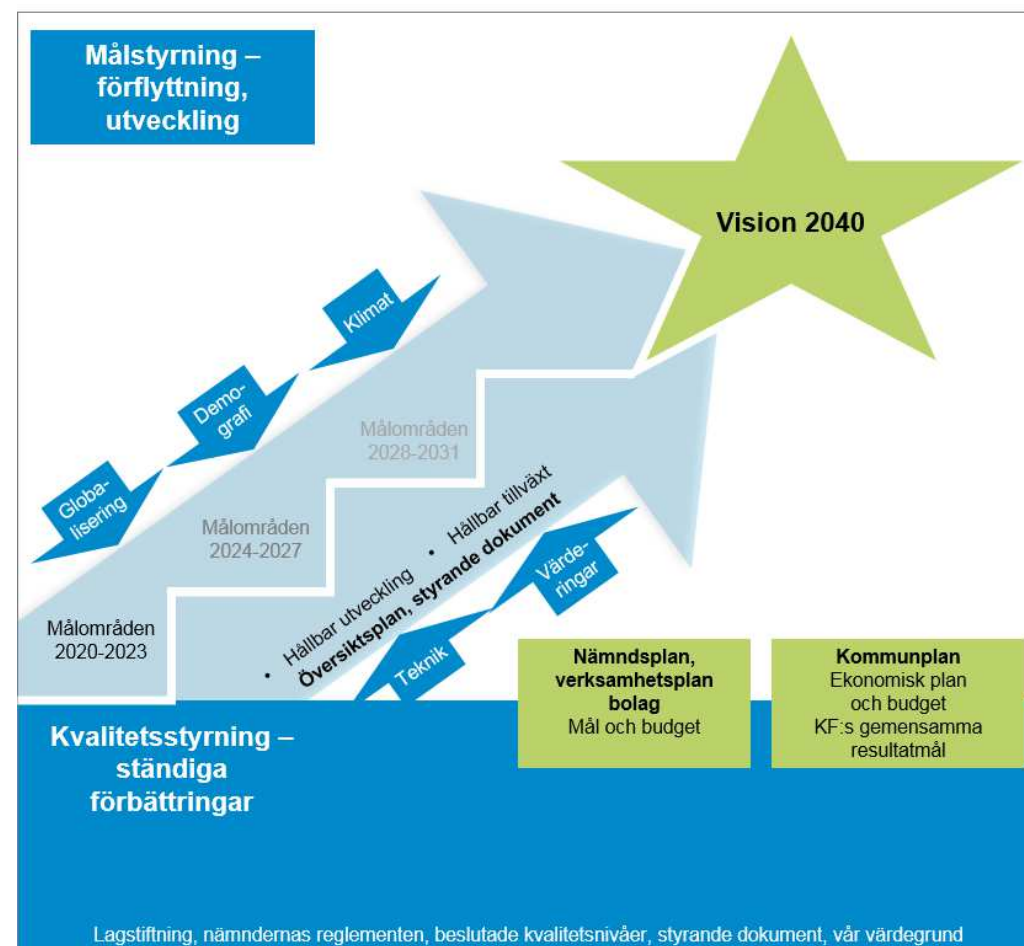 Målstyrning –
förflyttning,
utveckling
Vision 2040
Klimat
Demo-
grafi
Globa-
lisering
Målområden
2028-2031
Målområden
2024-2027
Målområden
2020-2023
• Hållbar utveckling • Hållbar tillväxt
Översiktsplan, styrande dokument
Värde-
ringar
Teknik
Nämndsplan,
verksamhetsplan
bolag
Mål och budget
Kommunplan
Ekonomisk plan
och budget
KF:s gemensamma
resultatmål
Kvalitetsstyrning –
ständiga
förbättringar
Lagstiftning, nämndernas reglementen, beslutade kvalitetsnivåer, styrande dokument, vår värdegrund